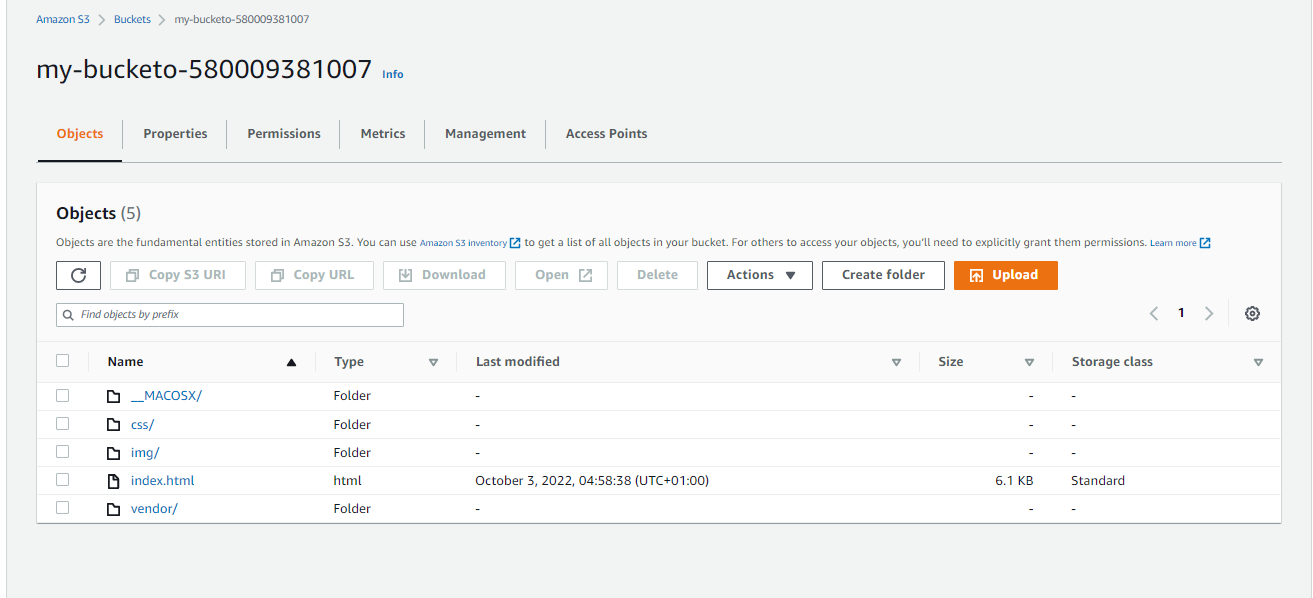 Amazon S3 > Buckets > my-bucketo-580009381007
my-bucketo-580009381007 Info
Objects Properties Permissions Metrics Management Access Points
Objects (5)
Objects are the fundamental entities stored in Amazon S3. You can use Amazon S3 inventory to get a list of all objects in your bucket. For others to access your objects, you'll need to explicitly grant them permissions. Learn more
Copy S3 URI Copy URL Download Open Delete Actions Create folder Upload
Find objects by prefix 1
Name Type Last modified Size Storage class
__MACOSX/ Folder - - -
css/ Folder - - -
img/ Folder - - -
index.html html October 3, 2022, 04:58:38 (UTC+01:00) 6.1 KB Standard
vendor/ Folder - - -